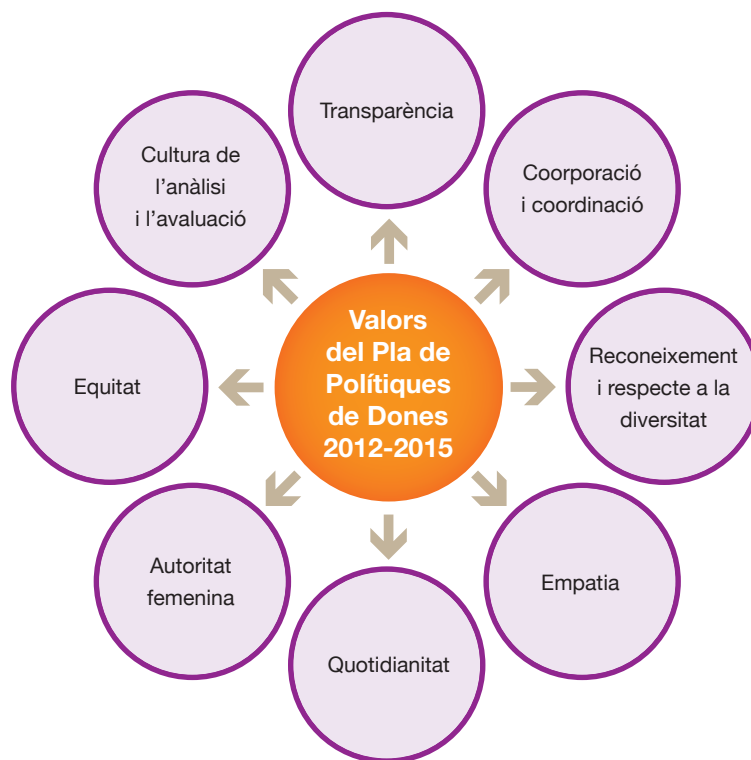 Transparència
Coorporació
i coordinació
Reconeixement
i respecte a la
diversitat
Empatia
Quotidianitat
Autoritat
femenina
Equitat
Cultura de
l'anàlisi
i l'avaluació
Valors
del Pla de
Polítiques
de Dones
2012-2015